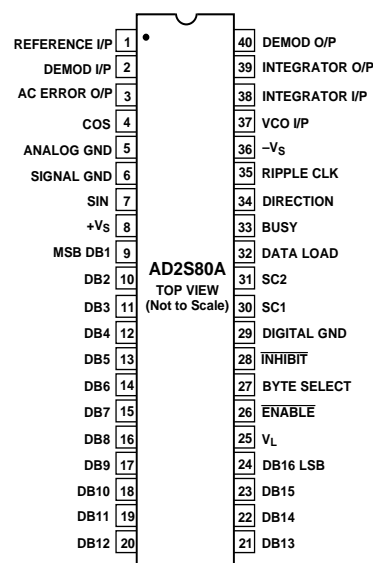 REFERENCE I/P 1
DEMOD I/P 2
AC ERROR O/P 3
COS 4
ANALOG GND 5
SIGNAL GND 6
SIN 7
+VS 8
MSB DB1 9
DB2 10
DB3 11
DB4 12
DB5 13
DB6 14
DB7 15
DB8 16
DB9 17
DB10 18
DB11 19
DB12 20
AD2S80A
TOP VIEW
(Not to Scale)
40 DEMOD O/P
39 INTEGRATOR O/P
38 INTEGRATOR I/P
37 VCO I/P
36 –VS
35 RIPPLE CLK
34 DIRECTION
33 BUSY
32 DATA LOAD
31 SC2
30 SC1
29 DIGITAL GND
28 INHIBIT
27 BYTE SELECT
26 ENABLE
25 VL
24 DB16 LSB
23 DB15
22 DB14
21 DB13